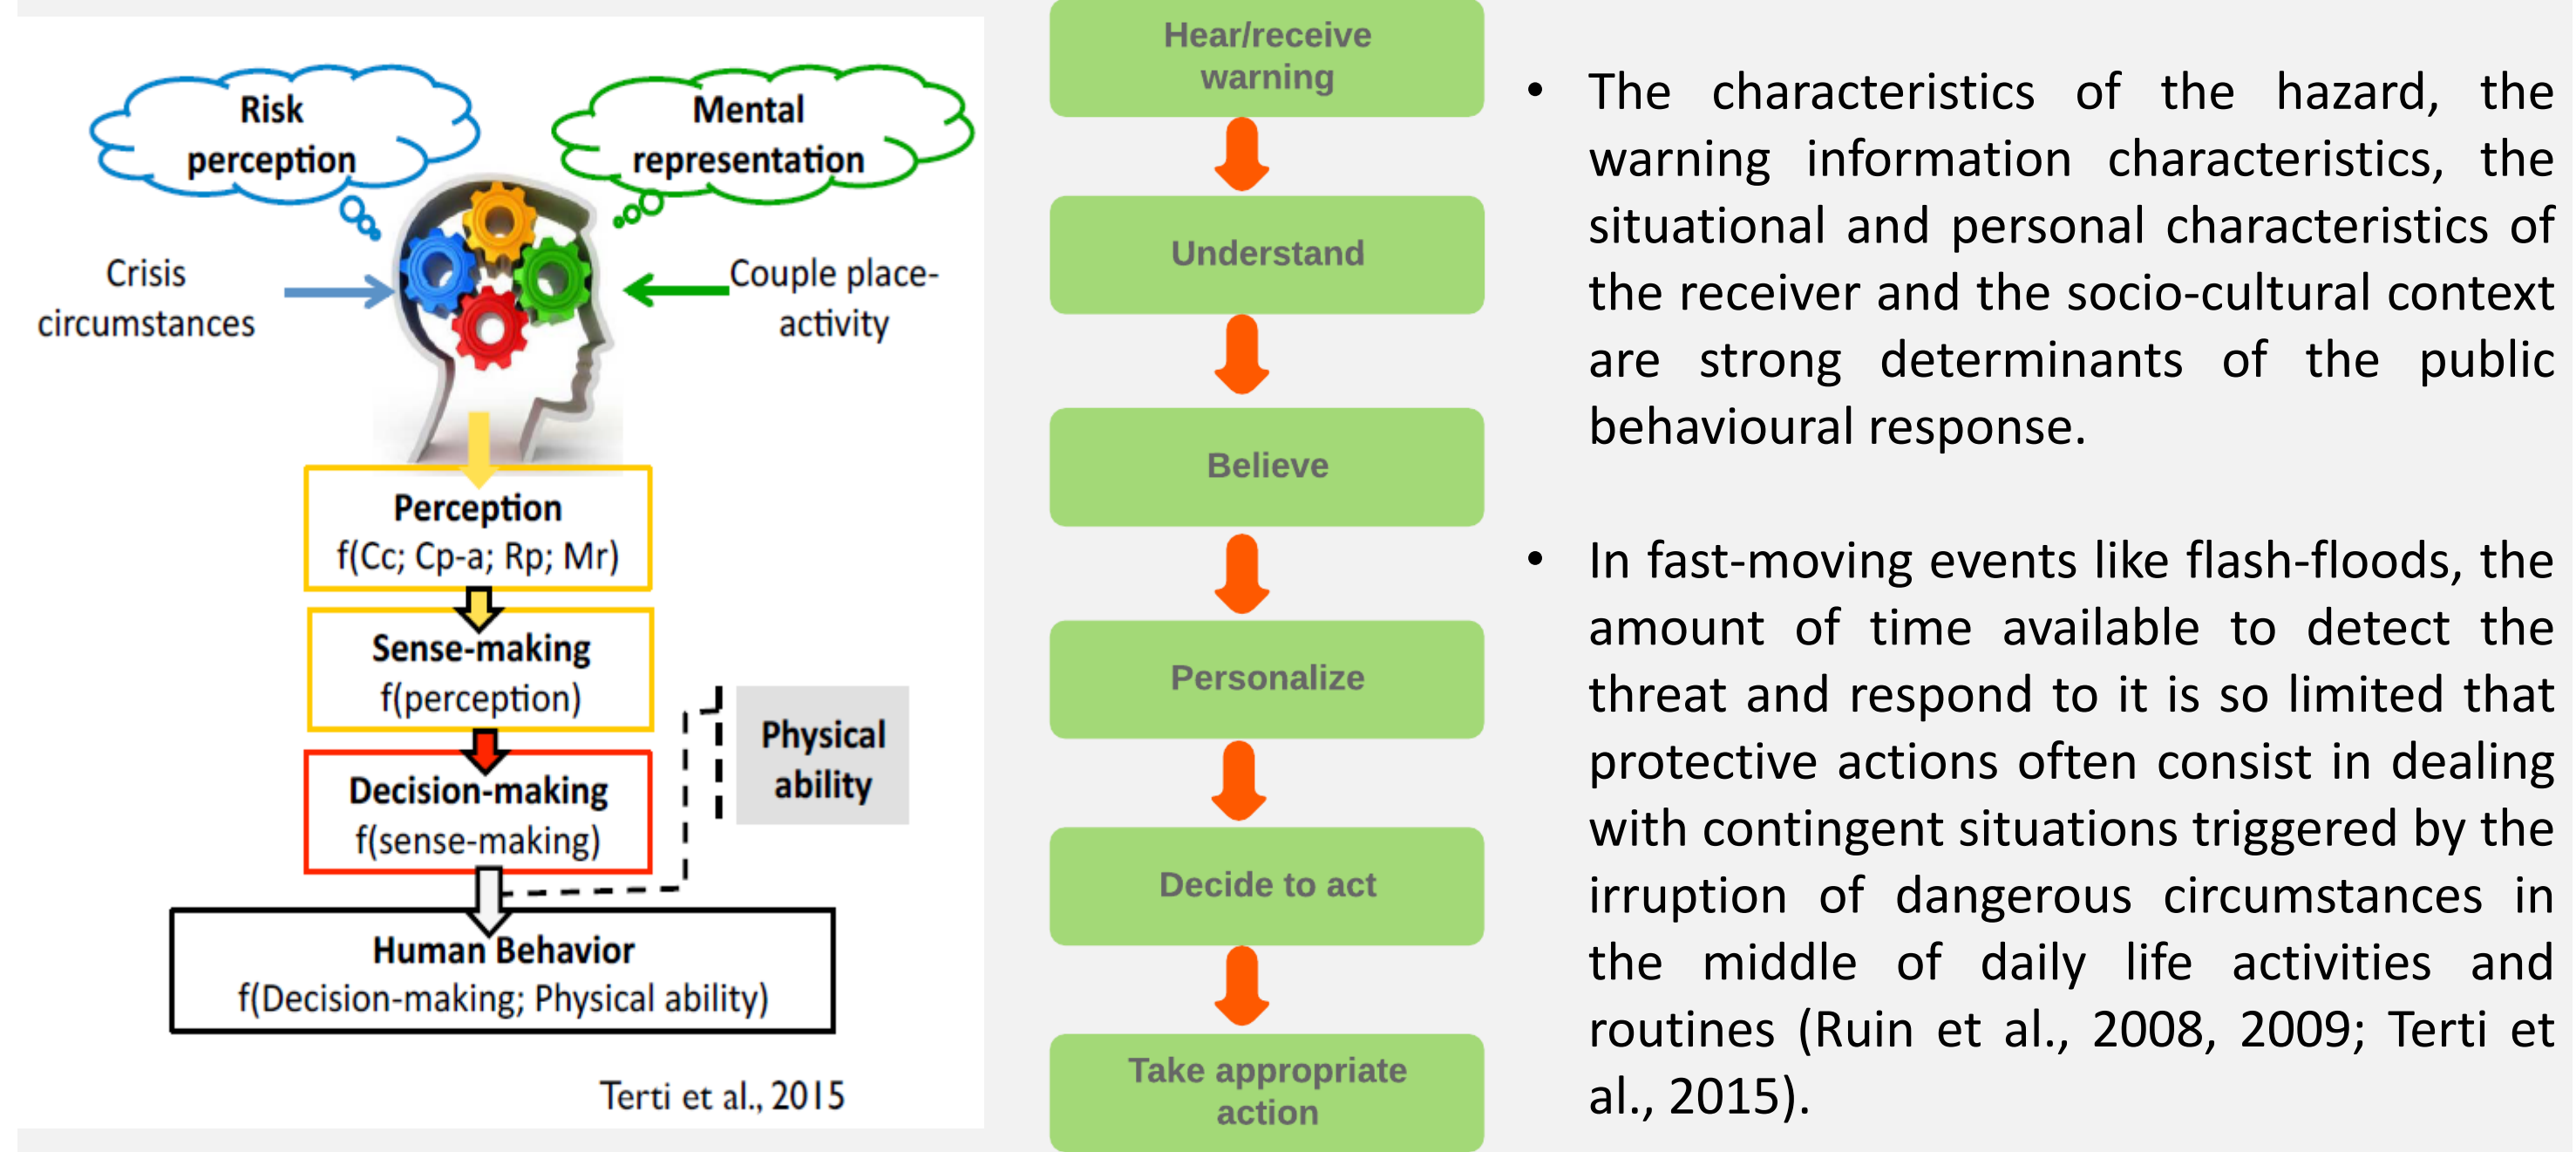 Risk
perception
Mental
representation
Crisis
circumstances
Couple place-
activity
Perception
f(Cc; Cp-a; Rp; Mr)
Sense-making
f(perception)
Decision-making
f(sense-making)
Physical
ability
Human Behavior
f(Decision-making; Physical ability)
Terti et al., 2015
Hear/receive
warning
Understand
Believe
Personalize
Decide to act
Take appropriate
action
• The characteristics of the hazard, the
warning information characteristics, the
situational and personal characteristics of
the receiver and the socio-cultural context
are strong determinants of the public
behavioural response.
• In fast-moving events like flash-floods, the
amount of time available to detect the
threat and respond to it is so limited that
protective actions often consist in dealing
with contingent situations triggered by the
irruption of dangerous circumstances in
the middle of daily life activities and
routines (Ruin et al., 2008, 2009; Terti et
al., 2015).